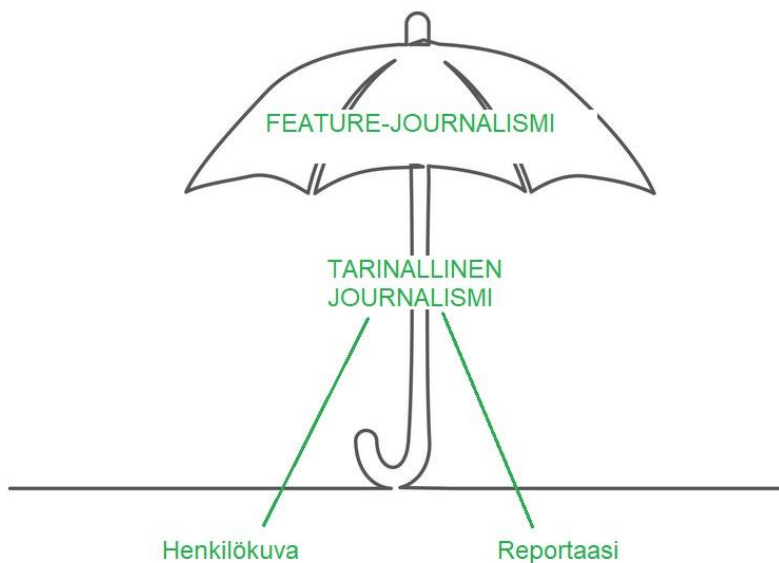 FEATURE-JOURNALISMI
TARINALLINEN
JOURNALISMI
Henkilökuva
Reportaasi